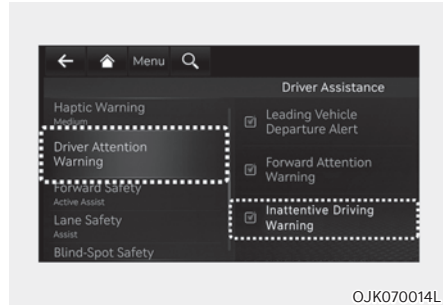 Menu
Driver Assistance
Haptic Warning
Medium
Driver Attention
Warning
Forward Safety
Active Assist
Lane Safety
Assist
Blind-Spot Safety
Leading Vehicle
Departure Alert
Forward Attention
Warning
Inattentive Driving
Warning
OJK070014L